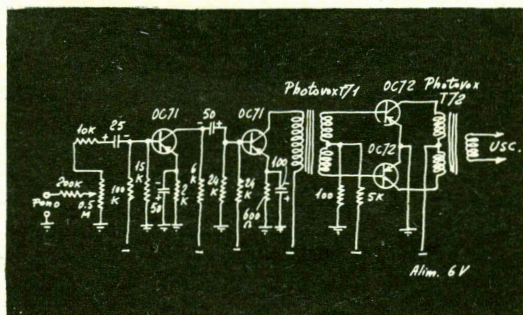 Photovox T71
OC72
Photovox
T72
OC71
50
OC71
25
10K
USC.
OC72
100
15
K
6
K
24
K
24
K
200K
Fono
0.5
M
100
K
50
2
K
600
Ω
100
5K
Alim. 6V